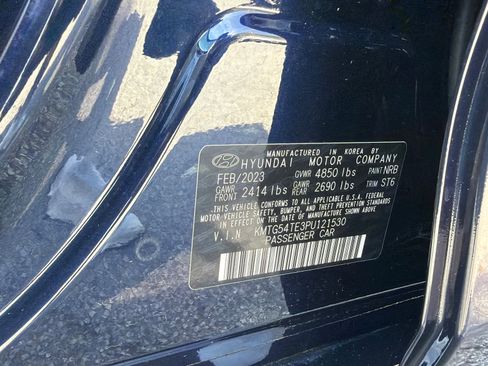 MANUFACTURED IN KOREA BY
HYUNDAI MOTOR COMPANY
FEB/2023 GVWR 4850 lbs PAINT NRB
GAWR 2414 lbs GAWR 2690 lbs TRIM ST6
THIS VEHICLE CONFORMS TO ALL APPLICABLE U.S.A. FEDERAL
MOTOR VEHICLE SAFETY, BUMPER, AND THEFT PREVENTION
STANDARDS IN EFFECT ON THE DATE OF MANUFACTURE SHOWN ABOVE.
V.I.N KMTG54TE3PU121530
PASSENGER CAR